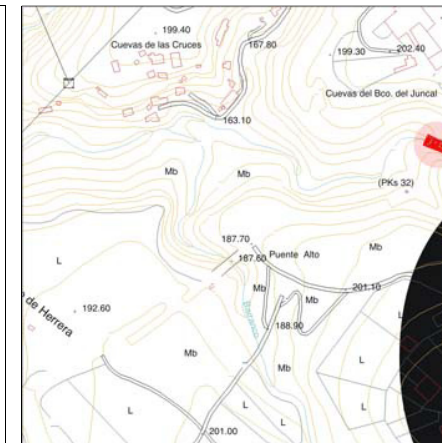 199.40
Cuevas de las Cruces
167.80
199.30
202.40
Cuevas del Bco. del Juncal
163.10
Mb
Mb
(PKs 32)
187.70
187.60
Puente Alto
Mb
L
Mb
201.10
de Herrera
192.60
Mb
188.90
Mb
Mb
L
L
L
L
201.00